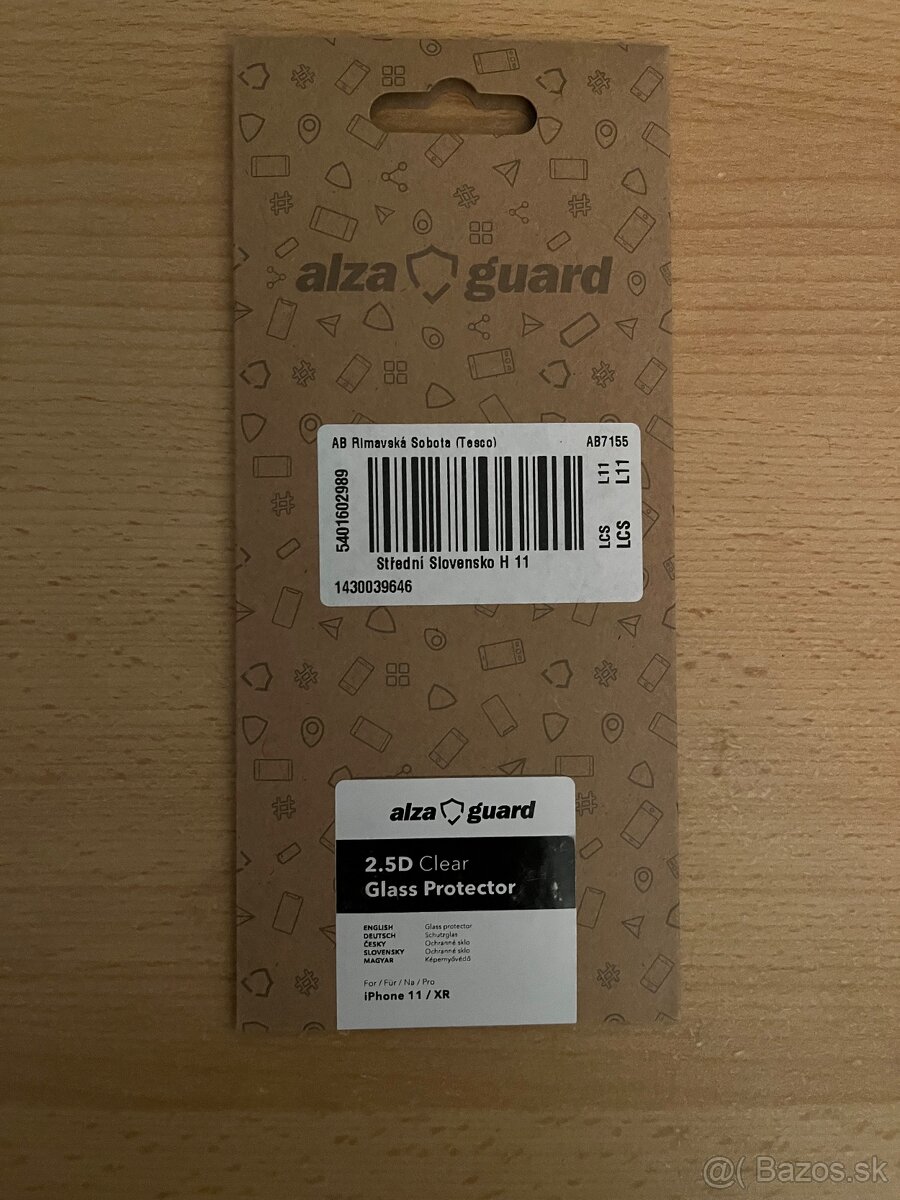 alza guard
AB Rimavská Sobota (Tesco) AB7155
5401602989
L11 L11
LCS LCS
Střední Slovensko H 11
1430039646
alza guard
2.5D Clear
Glass Protector
ENGLISH Glass protector
DEUTSCH Schutzglas
ČESKY Ochranné sklo
SLOVENSKY Ochranné sklo
MAGYAR Képernyővédő
For / Für / Na / Pro
iPhone 11 / XR
@( Bazos.sk